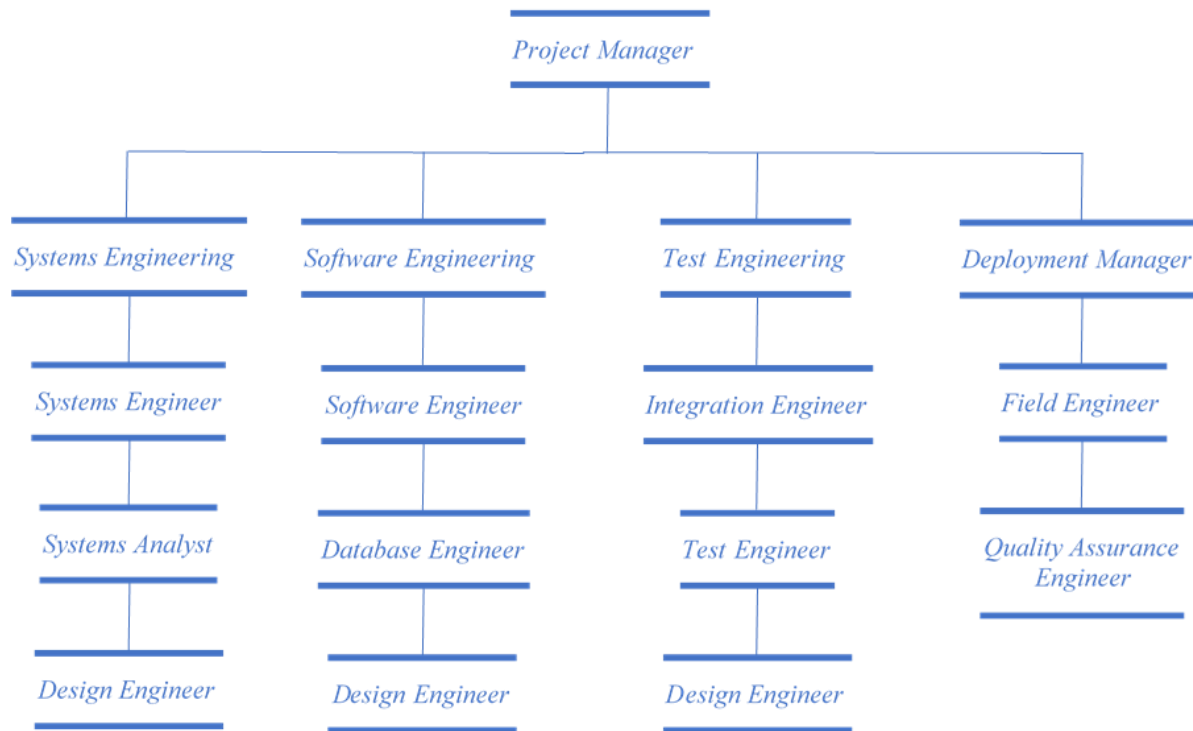 Project Manager
Systems Engineering
Software Engineering
Test Engineering
Deployment Manager
Systems Engineer
Software Engineer
Integration Engineer
Field Engineer
Systems Analyst
Database Engineer
Test Engineer
Quality Assurance
Engineer
Design Engineer
Design Engineer
Design Engineer